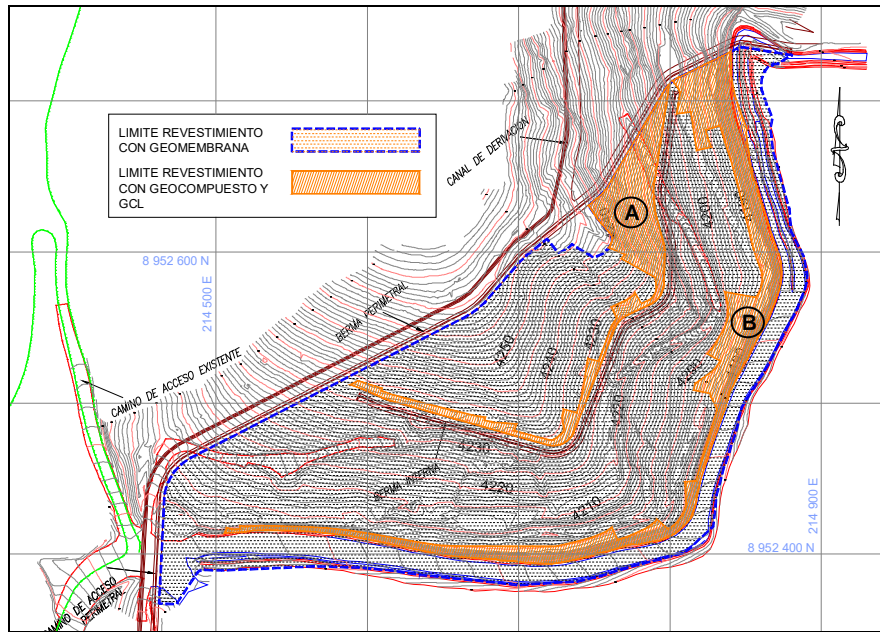 LIMITE REVESTIMIENTO
CON GEOMEMBRANA
LIMITE REVESTIMIENTO
CON GEOCOMPUESTO Y
GCL
CANAL DE DERIVACION
A
4200
8 952 600 N
214 500 E
BERMA PERIMETRAL
4250
4240
4230
B
4230
CAMINO DE ACCESO EXISTENTE
4220
4230
BERMA INTERNA
4220
4210
214 900 E
8 952 400 N
CAMINO DE ACCESO
PERIMETRAL